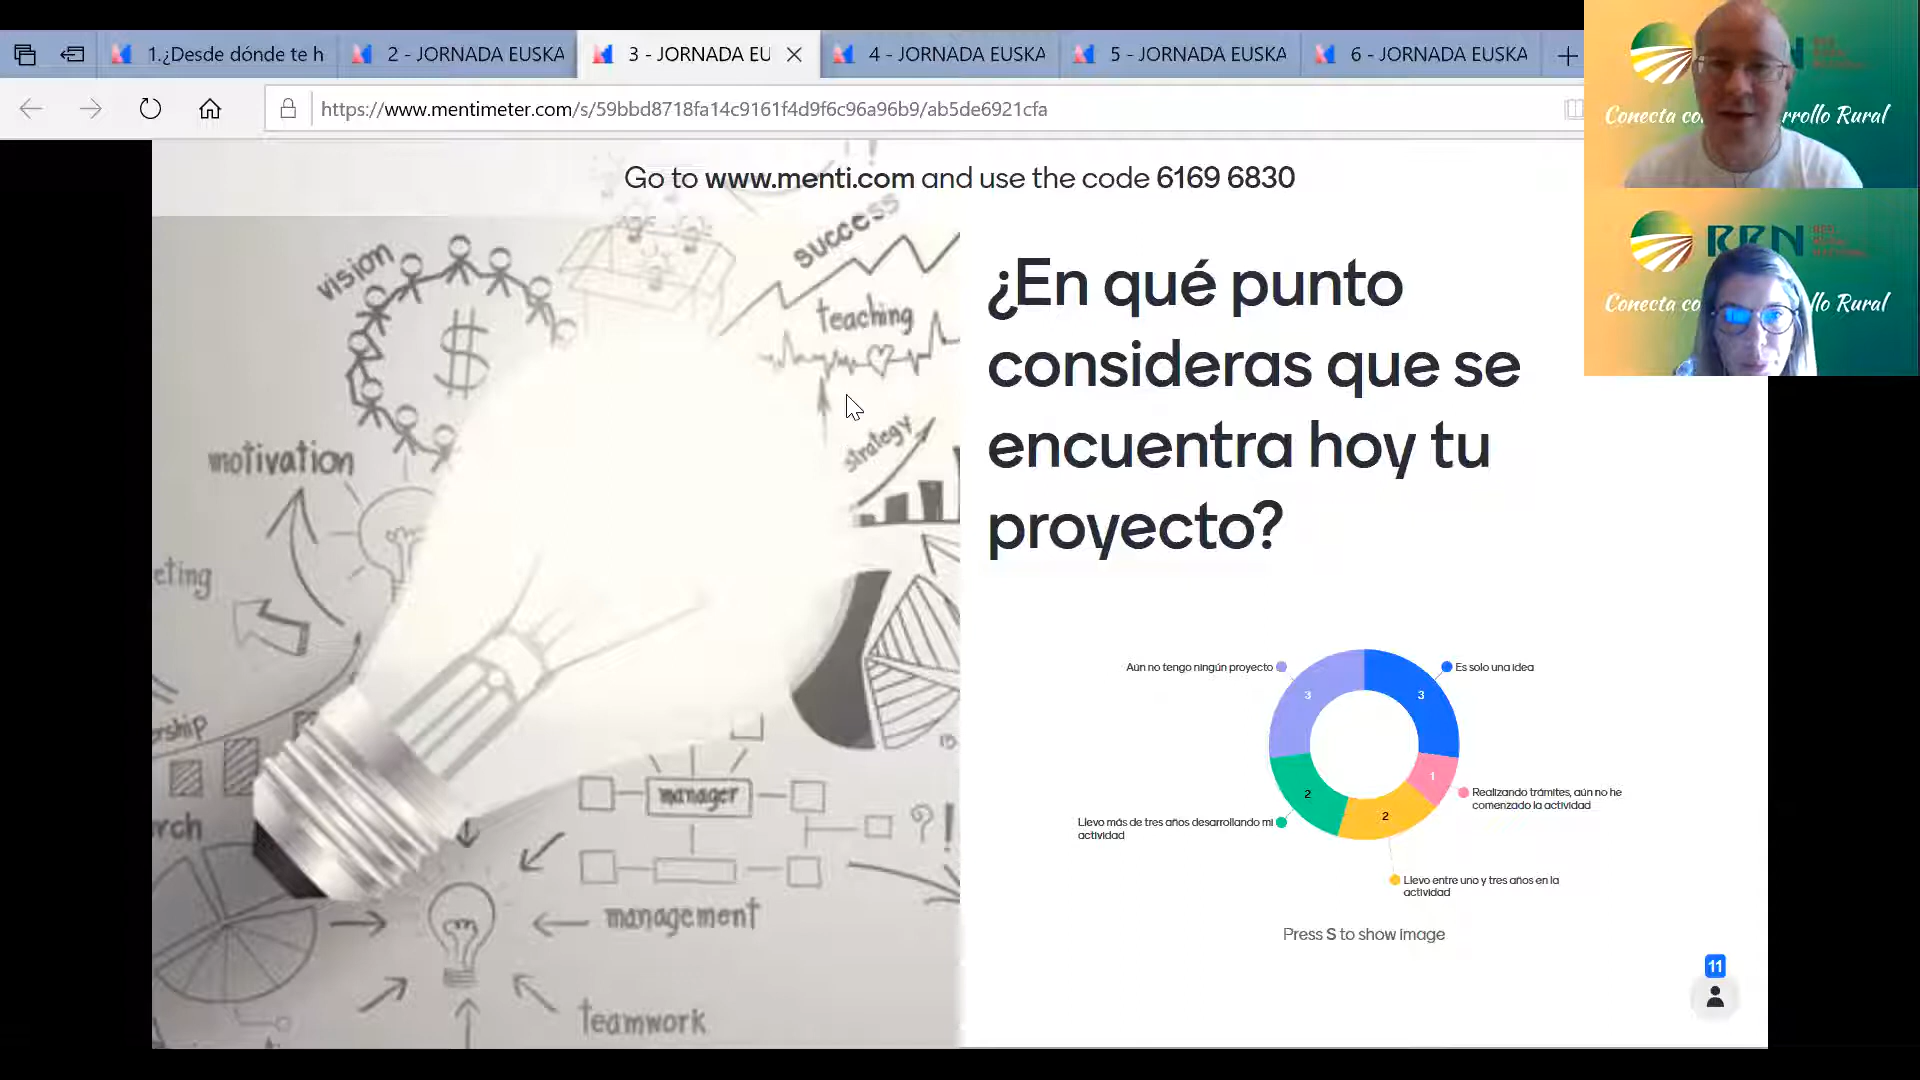 1.¿Desde dónde te h
2 - JORNADA EUSKA
3 - JORNADA EU
4 - JORNADA EUSKA
5 - JORNADA EUSKA
6 - JORNADA EUSKA
https://www.mentimeter.com/s/59bbd8718fa14c9161f4d9f6c96a96b9/ab5de6921cfa
Go to www.menti.com and use the code 6169 6830
¿En qué punto
consideras que se
encuentra hoy tu
proyecto?
Aún no tengo ningún proyecto
3
3
Es solo una idea
1
Realizando trámites, aún no he
comenzado la actividad
2
Llevo más de tres años desarrollando mi
actividad
2
Llevo entre uno y tres años en la
actividad
Press S to show image
11
vision
$
success
teaching
strategy
motivation
eting
ership
rch
manager
?!
management
teamwork
N
Conecta co
rrollo Rural
RRN
RED
RURAL
NACIONAL
Conecta co
llo Rural